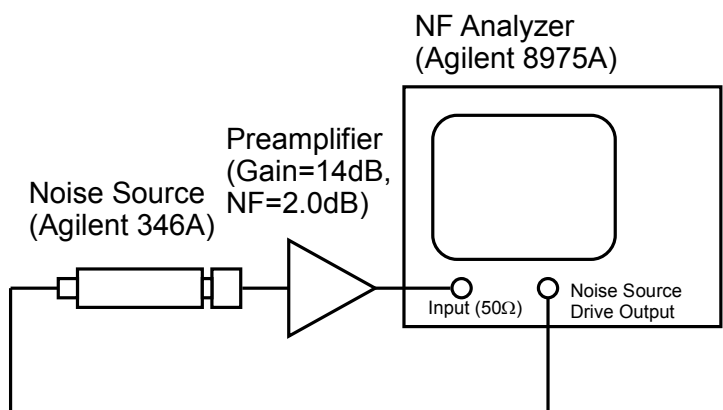 NF Analyzer
(Agilent 8975A)
Preamplifier
(Gain=14dB,
NF=2.0dB)
Noise Source
(Agilent 346A)
Input (50Ω)
Noise Source
Drive Output